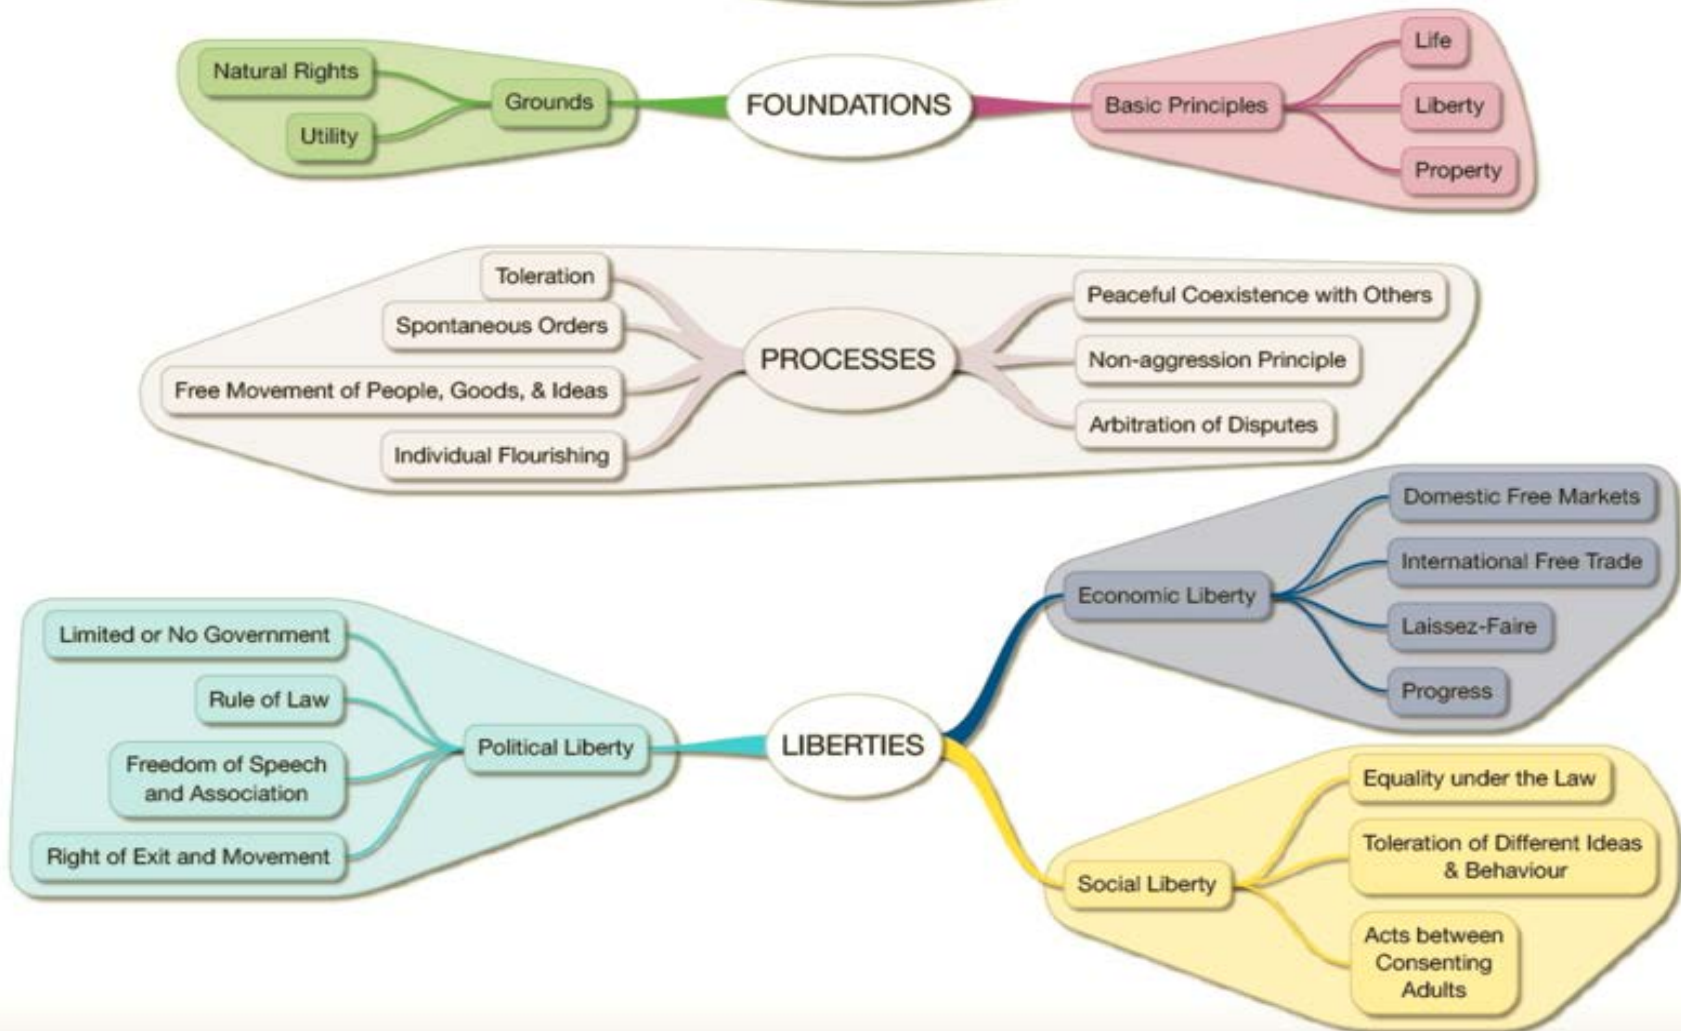 FOUNDATIONS
Grounds
Natural Rights
Utility
Basic Principles
Life
Liberty
Property
PROCESSES
Toleration
Spontaneous Orders
Free Movement of People, Goods, & Ideas
Individual Flourishing
Peaceful Coexistence with Others
Non-aggression Principle
Arbitration of Disputes
LIBERTIES
Political Liberty
Limited or No Government
Rule of Law
Freedom of Speech
and Association
Right of Exit and Movement
Economic Liberty
Domestic Free Markets
International Free Trade
Laissez-Faire
Progress
Social Liberty
Equality under the Law
Toleration of Different Ideas
& Behaviour
Acts between
Consenting
Adults